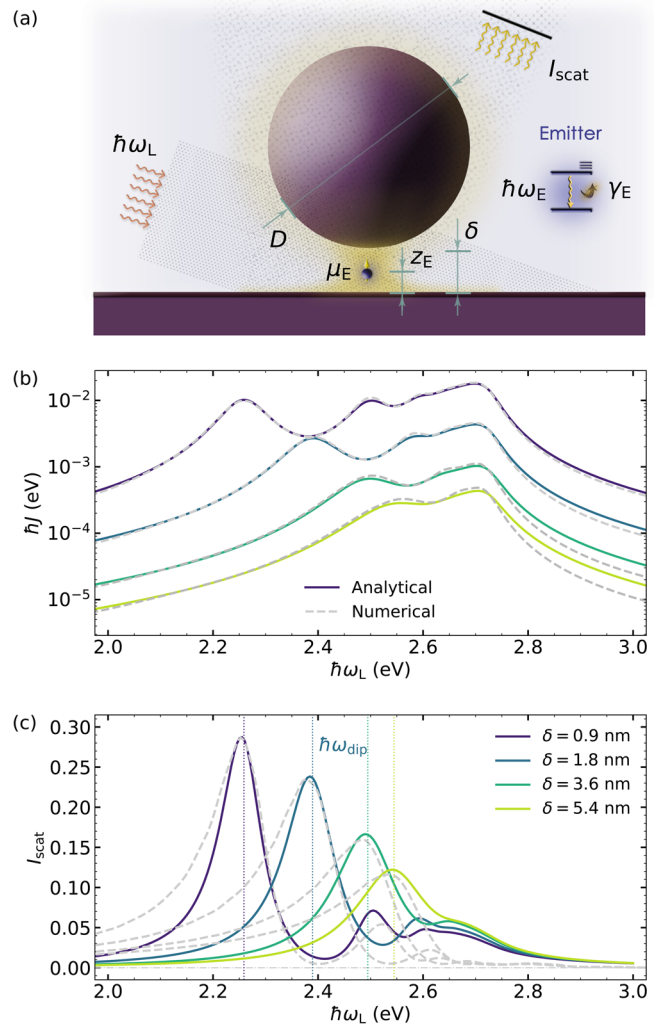 (a)
I_scat
Emitter
ħω_L
ħω_E
γ_E
D
δ
z_E
μ_E
(b)
10⁻²
10⁻³
10⁻⁴
10⁻⁵
ħJ (eV)
Analytical
Numerical
2.0 2.2 2.4 2.6 2.8 3.0
ħω_L (eV)
(c)
0.30
0.25
0.20
0.15
0.10
0.05
0.00
I_scat
ħω_dip
δ = 0.9 nm
δ = 1.8 nm
δ = 3.6 nm
δ = 5.4 nm
2.0 2.2 2.4 2.6 2.8 3.0
ħω_L (eV)